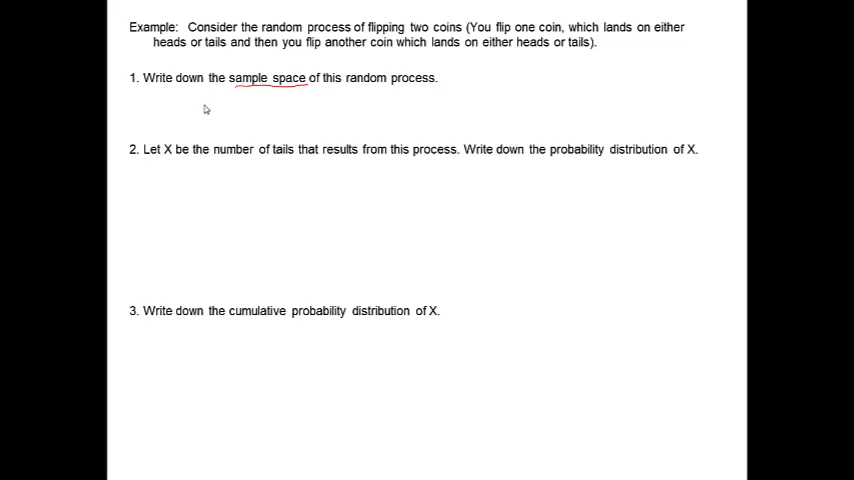 Example: Consider the random process of flipping two coins (You flip one coin, which lands on either
heads or tails and then you flip another coin which lands on either heads or tails).
1. Write down the sample space of this random process.
2. Let X be the number of tails that results from this process. Write down the probability distribution of X.
3. Write down the cumulative probability distribution of X.